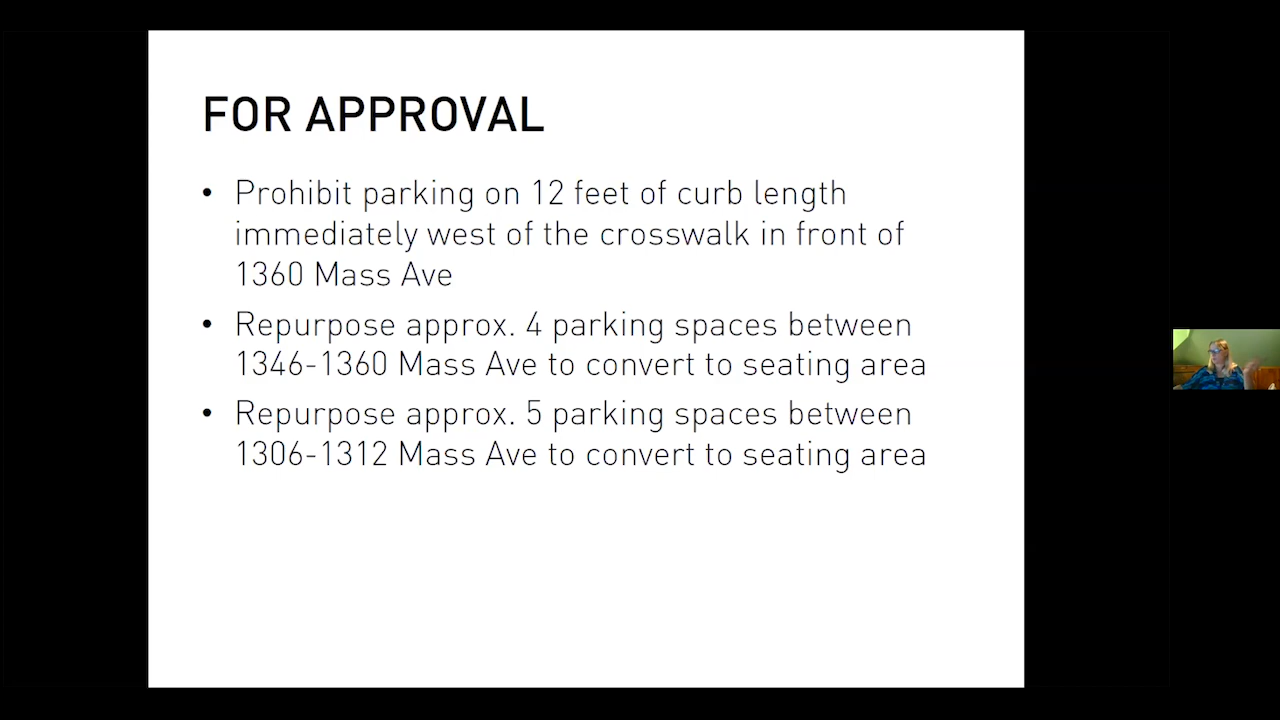 FOR APPROVAL
• Prohibit parking on 12 feet of curb length
immediately west of the crosswalk in front of
1360 Mass Ave
• Repurpose approx. 4 parking spaces between
1346-1360 Mass Ave to convert to seating area
• Repurpose approx. 5 parking spaces between
1306-1312 Mass Ave to convert to seating area